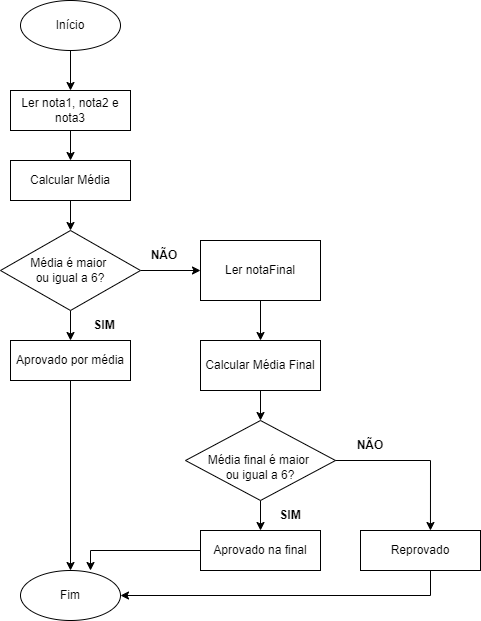 Início
Ler nota1, nota2 e
nota3
Calcular Média
Média é maior
ou igual a 6?
NÃO
Ler notaFinal
SIM
Aprovado por média
Calcular Média Final
Média final é maior
ou igual a 6?
NÃO
SIM
Aprovado na final
Reprovado
Fim